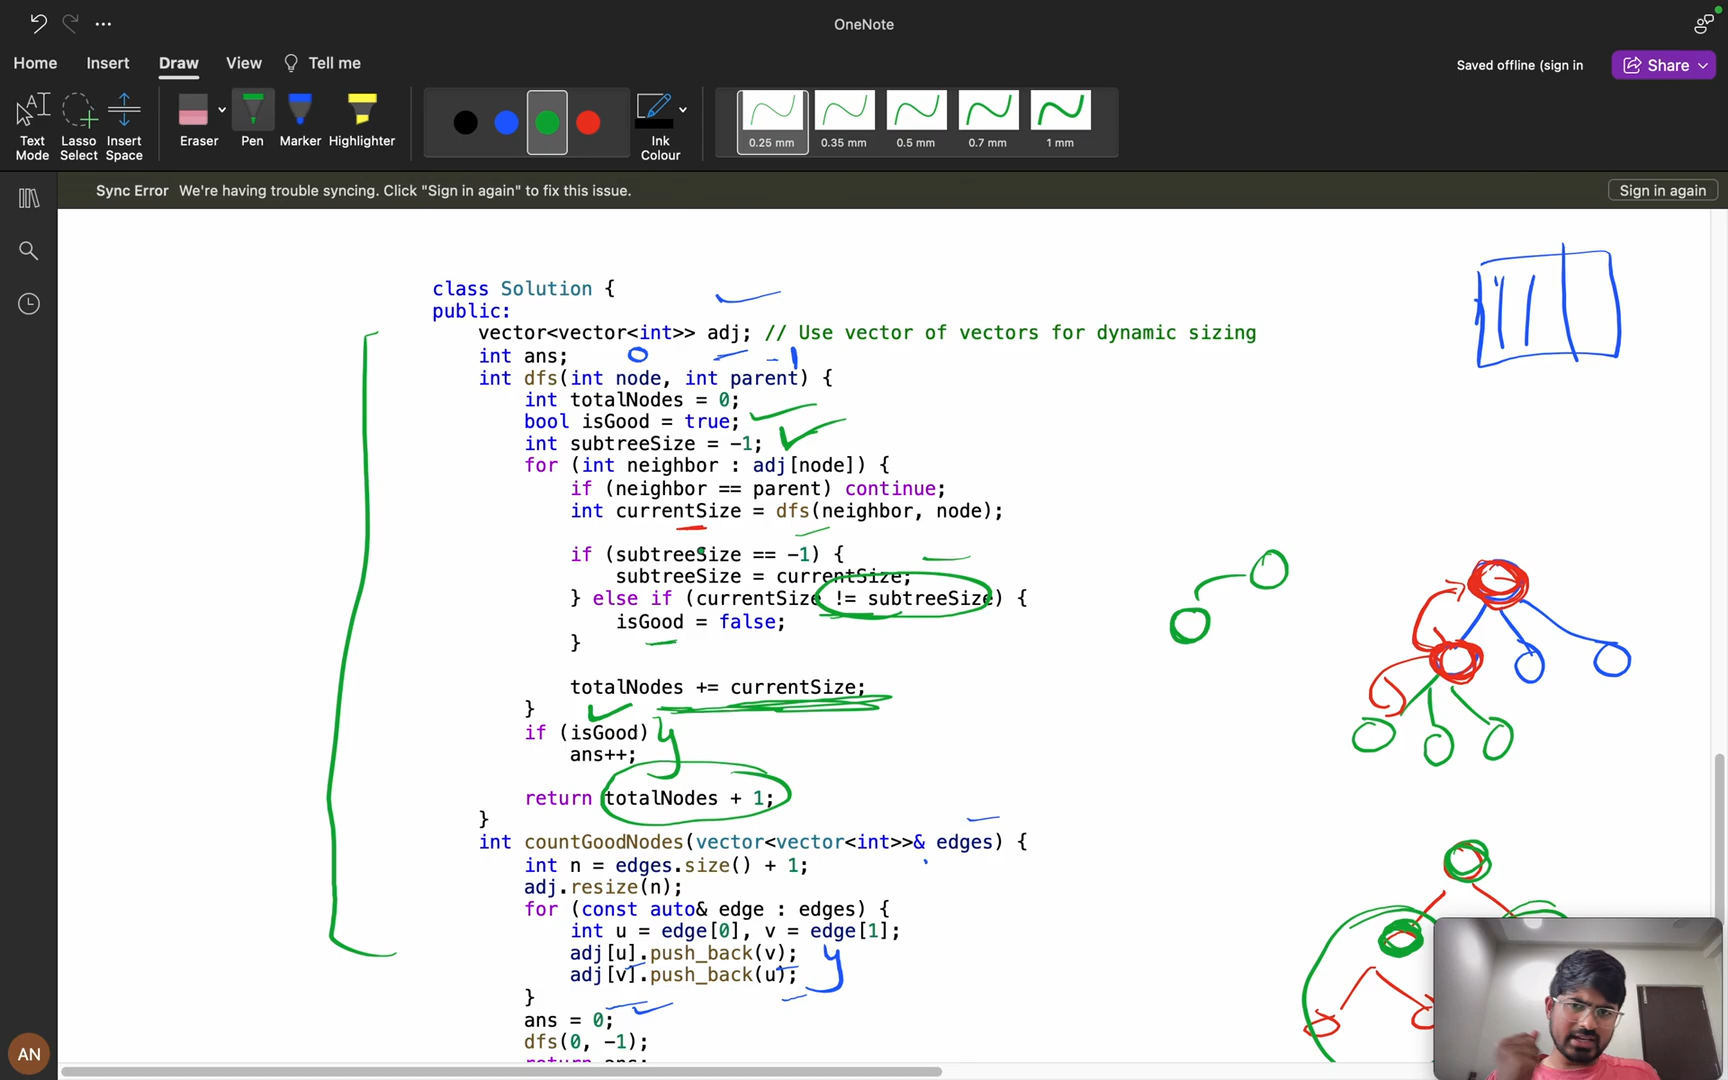 OneNote
Home Insert Draw View Tell me
Saved offline (sign in
Share
Text Mode
Lasso Select
Insert Space
Eraser
Pen
Marker
Highlighter
Ink Colour
0.25 mm
0.35 mm
0.5 mm
0.7 mm
1 mm
Sync Error We're having trouble syncing. Click "Sign in again" to fix this issue.
Sign in again
class Solution {
public:
vector<vector<int>> adj; // Use vector of vectors for dynamic sizing
int ans;
0 -1
int dfs(int node, int parent) {
int totalNodes = 0;
bool isGood = true;
int subtreeSize = -1;
for (int neighbor : adj[node]) {
if (neighbor == parent) continue;
int currentSize = dfs(neighbor, node);
if (subtreeSize == -1) {
subtreeSize = currentSize;
} else if (currentSize != subtreeSize) {
isGood = false;
}
totalNodes += currentSize;
}
if (isGood)
ans++;
return totalNodes + 1;
}
int countGoodNodes(vector<vector<int>>& edges) {
int n = edges.size() + 1;
adj.resize(n);
for (const auto& edge : edges) {
int u = edge[0], v = edge[1];
adj[u].push_back(v);
adj[v].push_back(u);
}
ans = 0;
dfs(0, -1);
return ans;
AN